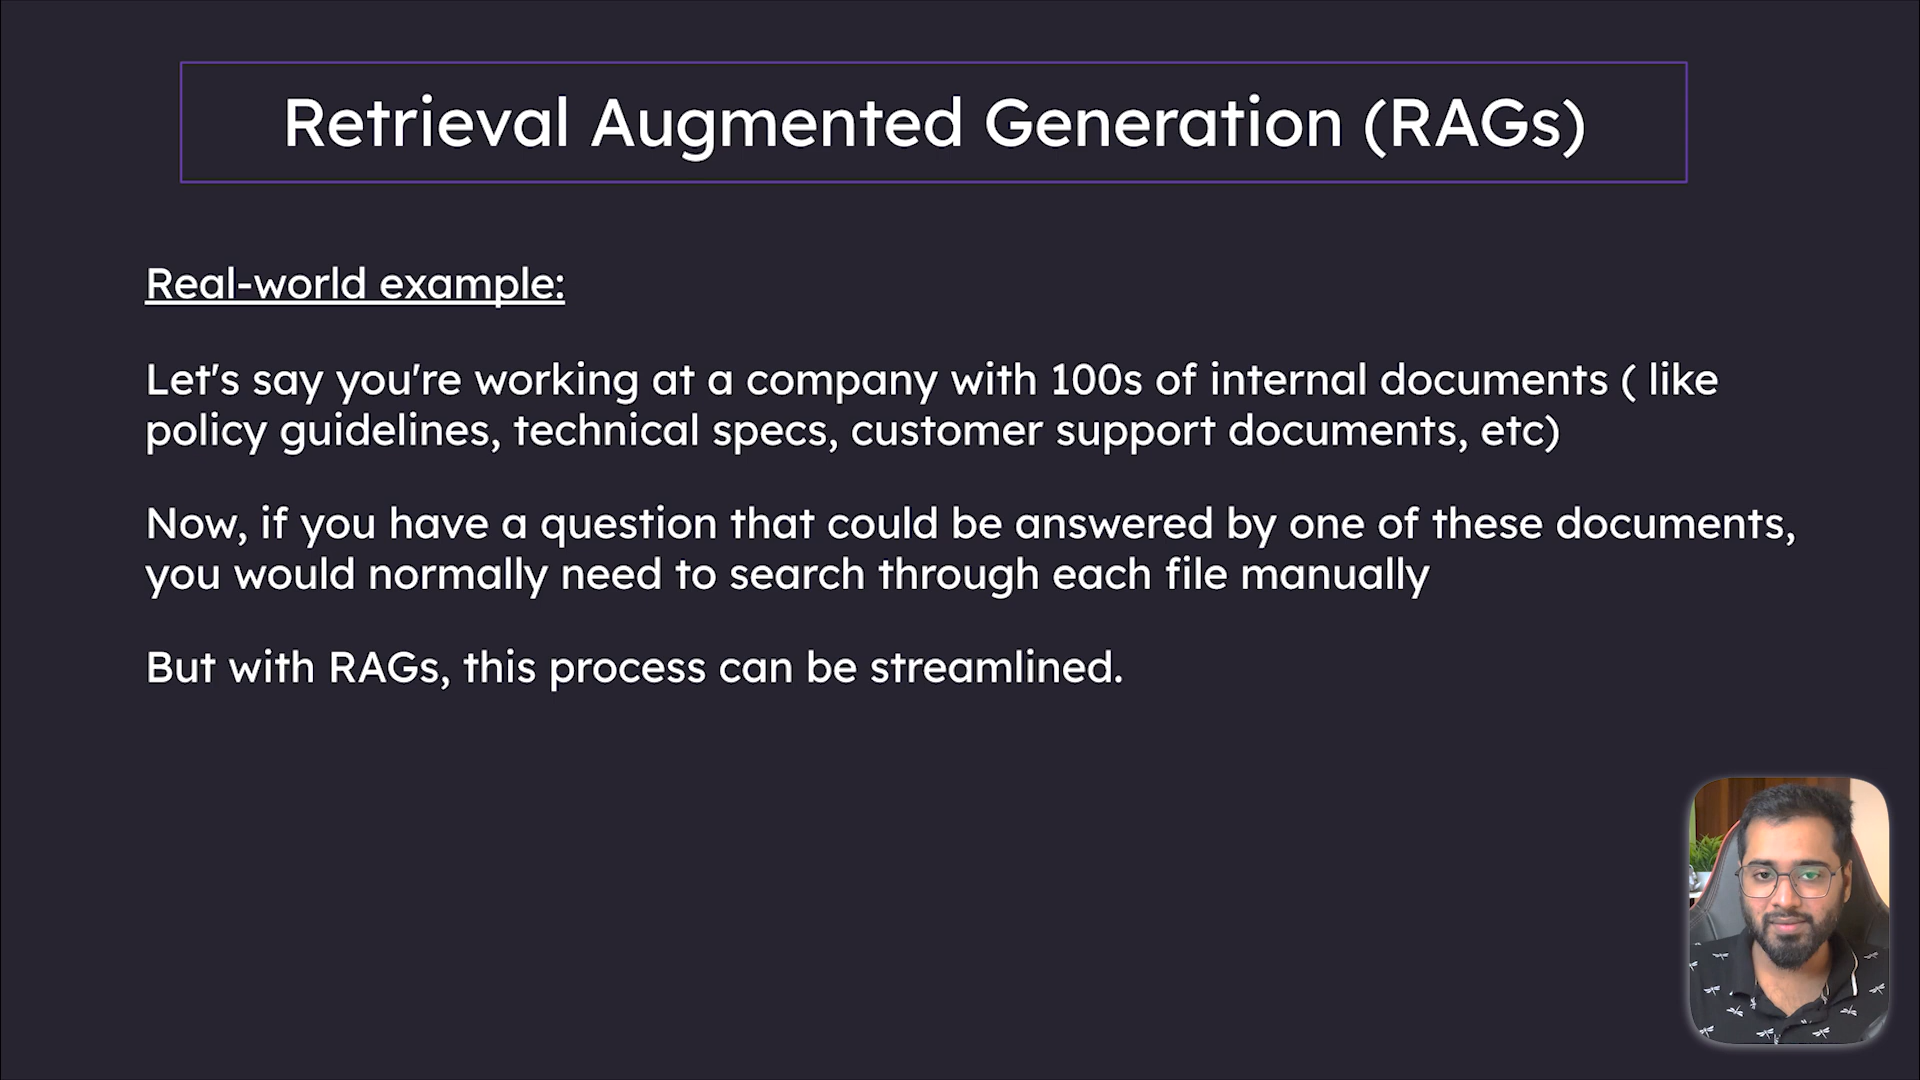 Retrieval Augmented Generation (RAGs)
Real-world example:
Let's say you're working at a company with 100s of internal documents ( like
policy guidelines, technical specs, customer support documents, etc)
Now, if you have a question that could be answered by one of these documents,
you would normally need to search through each file manually
But with RAGs, this process can be streamlined.